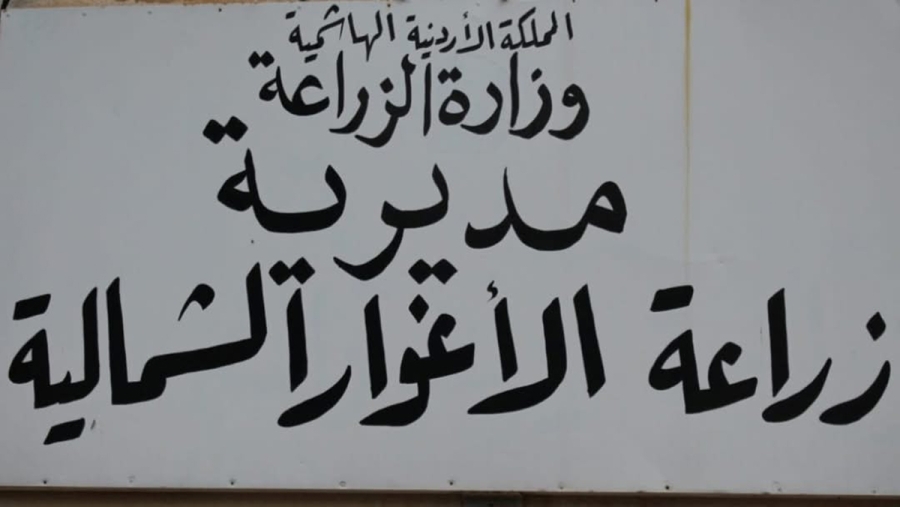 المملكة الأردنية الهاشمية
وزارة الزراعة
مديرية
زراعة الأغوار الشمالية